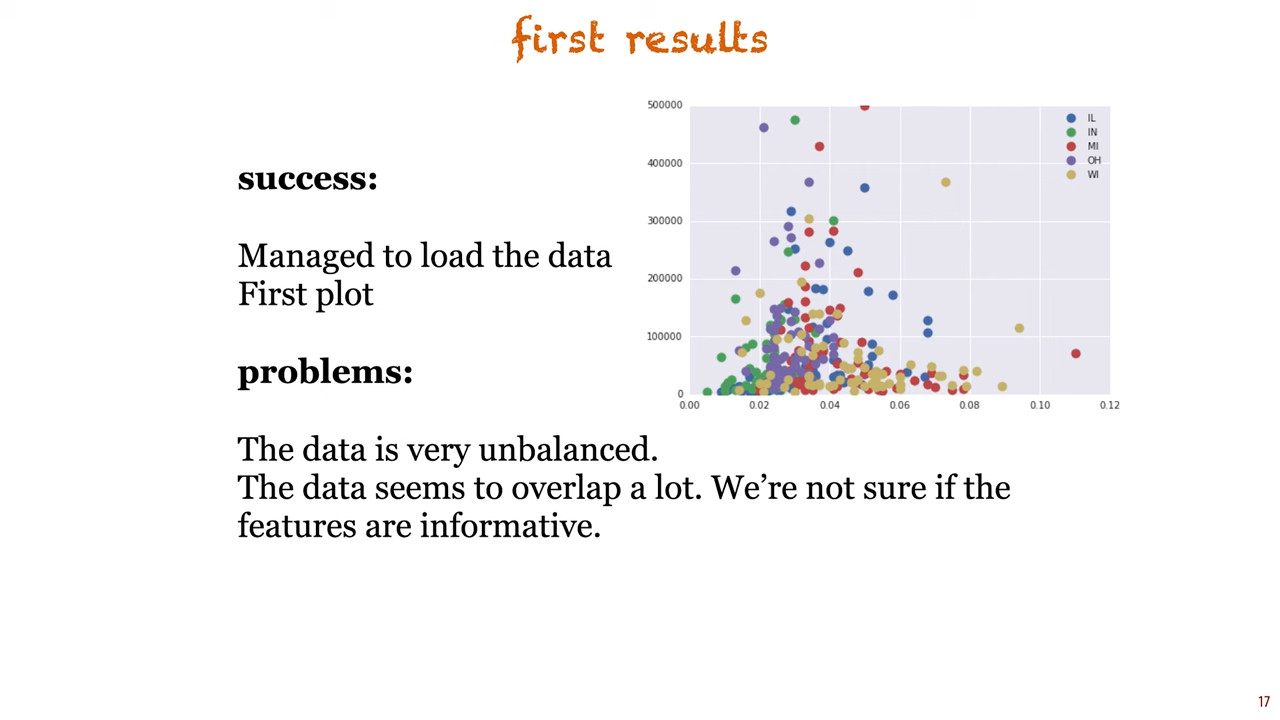 first results
success:
Managed to load the data
First plot
problems:
The data is very unbalanced.
The data seems to overlap a lot. We’re not sure if the
features are informative.
500000
400000
300000
200000
100000
0
0.00 0.02 0.04 0.06 0.08 0.10 0.12
IL
IN
MI
OH
WI
17